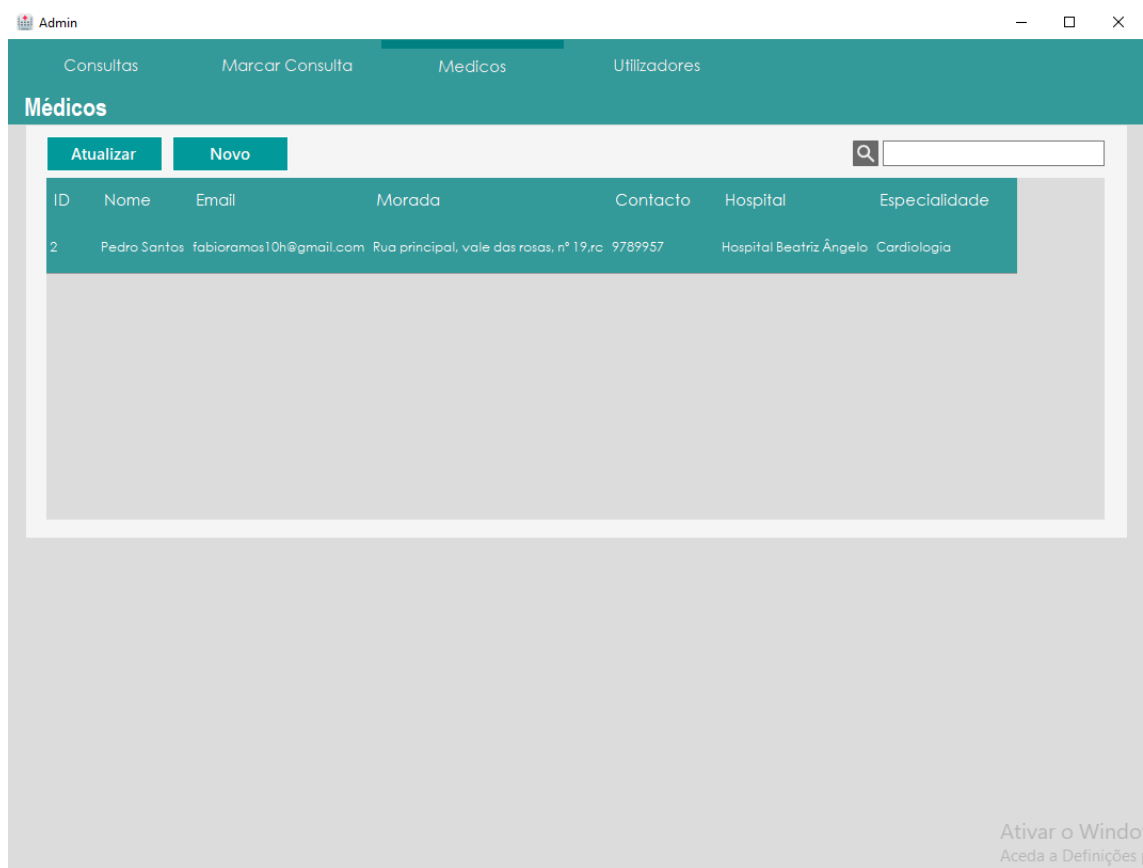 Admin
Consultas Marcar Consulta Medicos Utilizadores
Médicos
Atualizar Novo
ID Nome Email Morada Contacto Hospital Especialidade
2 Pedro Santos fabioramos10h@gmail.com Rua principal, vale das rosas, nº 19,rc 9789957 Hospital Beatriz Ângelo Cardiologia
Ativar o Windo
Aceda a Definições